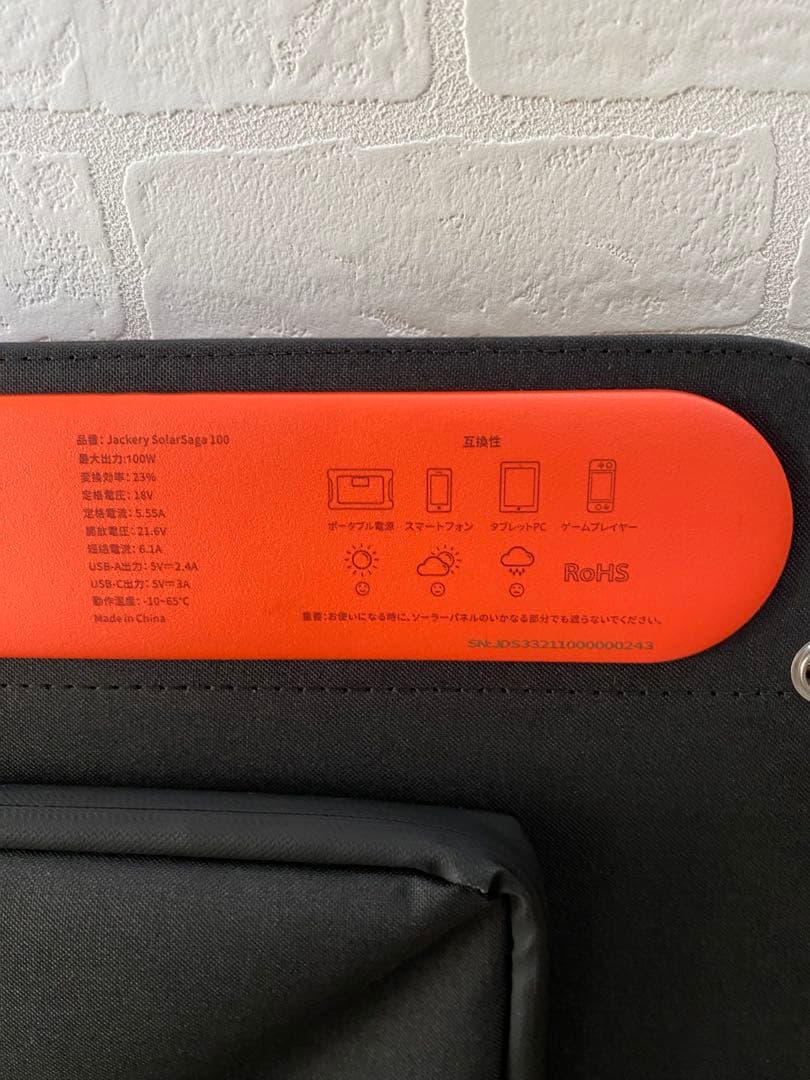 品番：Jackery SolarSaga 100
最大出力:100W
変換効率：23%
定格電圧：18V
定格電流：5.55A
開放電圧：21.6V
短絡電流：6.1A
USB-A出力：5V⎓2.4A
USB-C出力：5V⎓3A
動作温度：-10~65℃
Made in China
互換性
ポータブル電源 スマートフォン タブレットPC ゲームプレイヤー
RoHS
重要：お使いになる時に、ソーラーパネルのいかなる部分でも遮らないでください。
SN:JDS33211000000243